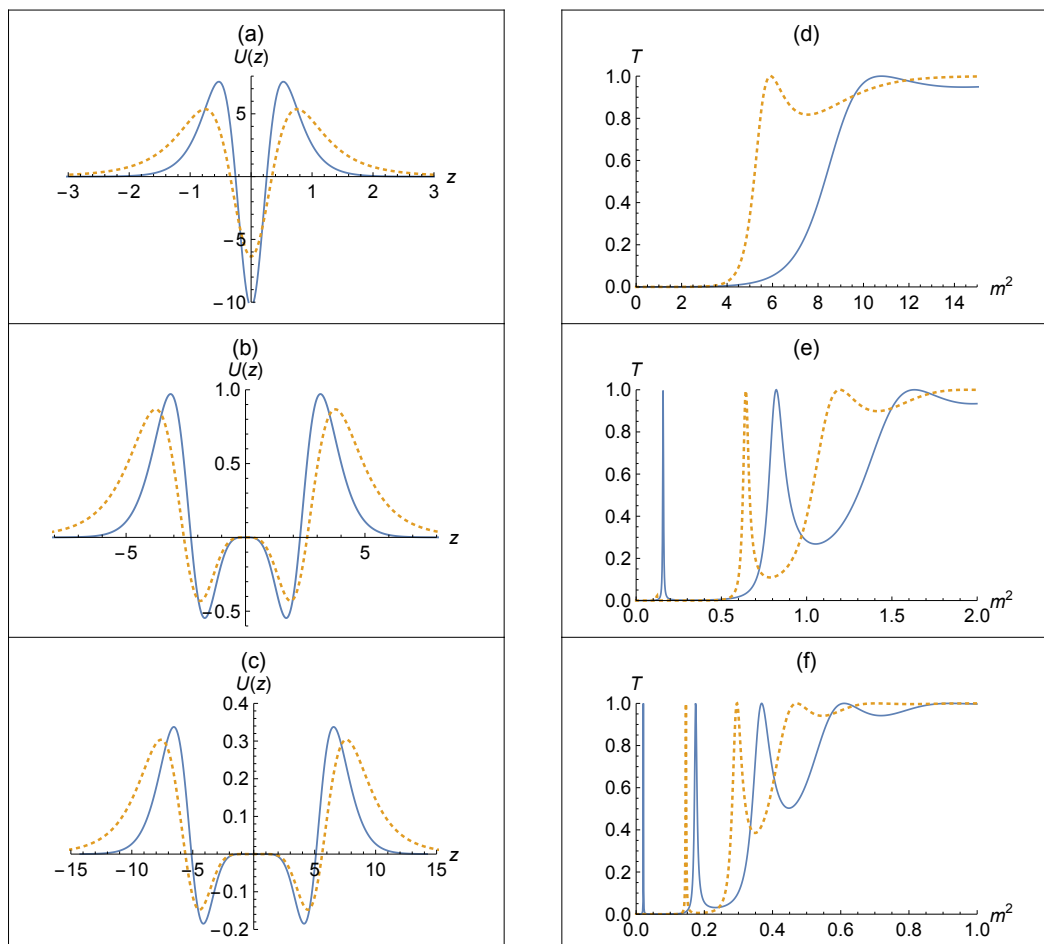 (a)
U(z)
5
−3 −2 −1 1 2 3 z
−5
−10
(b)
U(z)
1.0
0.5
−5 5 z
−0.5
(c)
U(z)
0.4
0.3
0.2
0.1
−15 −10 −5 0 5 10 15 z
−0.1
−0.2
(d)
T
1.0
0.8
0.6
0.4
0.2
0.0
0 2 4 6 8 10 12 14 m²
(e)
T
1.0
0.8
0.6
0.4
0.2
0.0
0.0 0.5 1.0 1.5 2.0 m²
(f)
T
1.0
0.8
0.6
0.4
0.2
0.0
0.0 0.2 0.4 0.6 0.8 1.0 m²